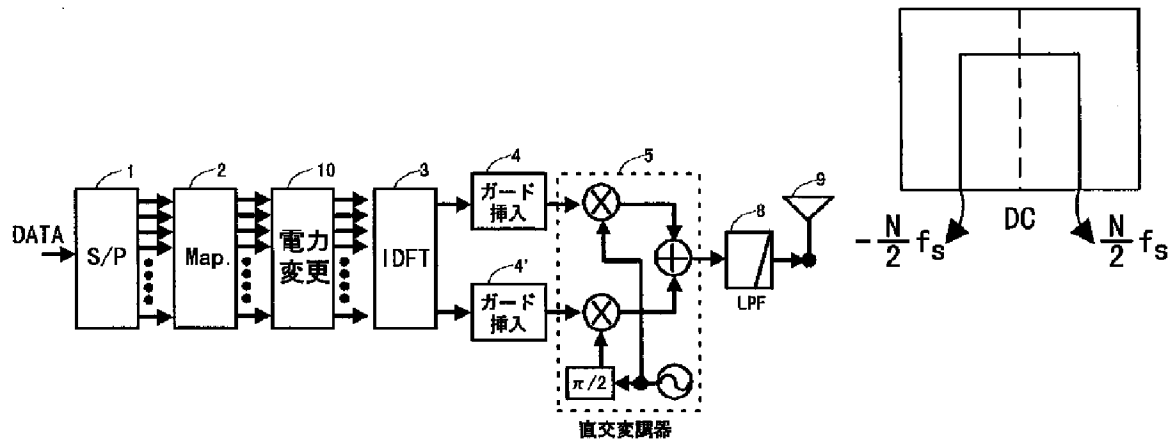 1
2
10
3
4
5
8
9
DATA
S/P
Map.
電力
変更
IDFT
ガード
挿入
4'
ガード
挿入
π/2
直交変調器
LPF
DC
-N/2 fs
N/2 fs